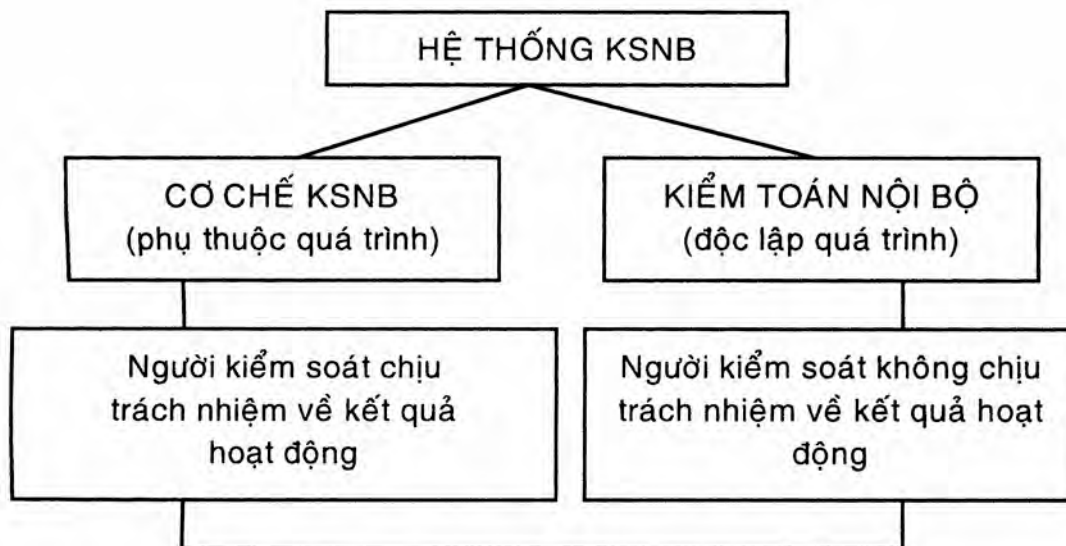 HỆ THỐNG KSNB
CƠ CHẾ KSNB
(phụ thuộc quá trình)
KIỂM TOÁN NỘI BỘ
(độc lập quá trình)
Người kiểm soát chịu
trách nhiệm về kết quả
hoạt động
Người kiểm soát không chịu
trách nhiệm về kết quả hoạt
động